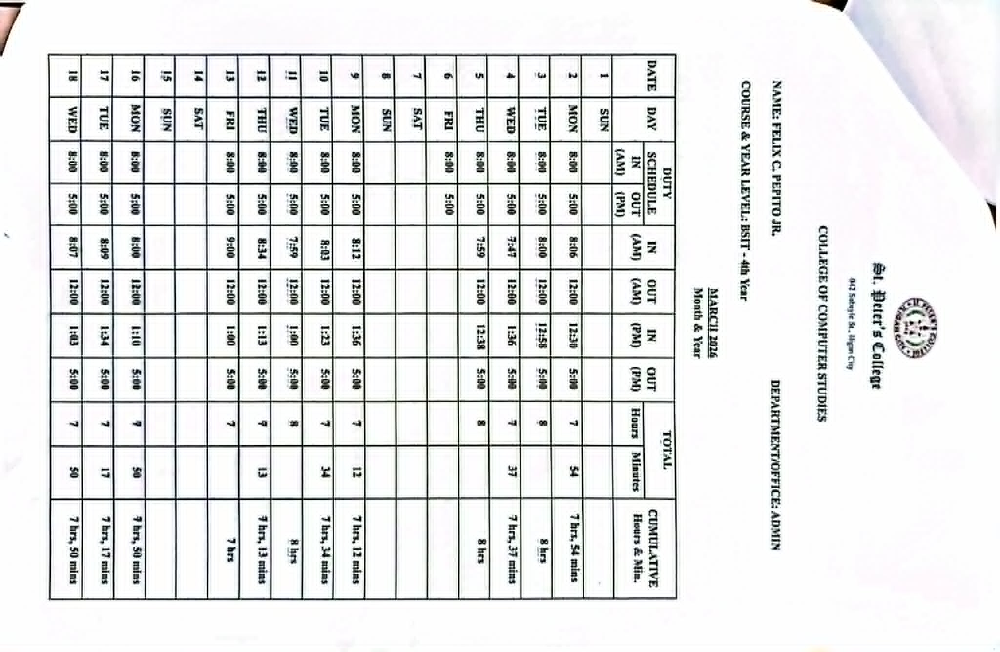 St. Peter's College
042 Sabayle St., Iligan City
COLLEGE OF COMPUTER STUDIES
NAME: FELIX C. PEPITO JR. DEPARTMENT/OFFICE: ADMIN
COURSE & YEAR LEVEL: BSIT - 4th Year
MARCH 2026
Month & Year
DATE DAY DUTY SCHEDULE IN (AM) OUT (AM) IN (PM) OUT (PM) TOTAL CUMULATIVE Hours & Min.
IN (AM) OUT (PM) Hours Minutes
1 SUN
2 MON 8:00 5:00 8:06 12:00 12:30 5:00 7 54 7 hrs, 54 mins
3 TUE 8:00 5:00 8:00 12:00 12:58 5:00 8 8 hrs
4 WED 8:00 5:00 7:47 12:00 1:36 5:00 7 37 7 hrs, 37 mins
5 THU 8:00 5:00 7:59 12:00 12:38 5:00 8 8 hrs
6 FRI 8:00 5:00
7 SAT
8 SUN
9 MON 8:00 5:00 8:12 12:00 1:36 5:00 7 12 7 hrs, 12 mins
10 TUE 8:00 5:00 8:03 12:00 1:23 5:00 7 34 7 hrs, 34 mins
11 WED 8:00 5:00 7:59 12:00 1:00 5:00 8 8 hrs
12 THU 8:00 5:00 8:34 12:00 1:13 5:00 7 13 7 hrs, 13 mins
13 FRI 8:00 5:00 9:00 12:00 1:00 5:00 7 7 hrs
14 SAT
15 SUN
16 MON 8:00 5:00 8:00 12:00 1:10 5:00 7 50 7 hrs, 50 mins
17 TUE 8:00 5:00 8:09 12:00 1:34 5:00 7 17 7 hrs, 17 mins
18 WED 8:00 5:00 8:07 12:00 1:03 5:00 7 50 7 hrs, 50 mins